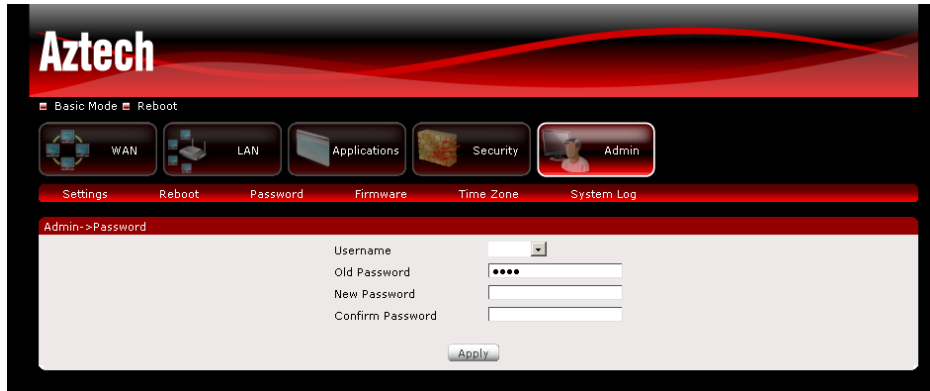 Aztech
Basic Mode Reboot
WAN LAN Applications Security Admin
Settings Reboot Password Firmware Time Zone System Log
Admin->Password
Username
Old Password ••••
New Password
Confirm Password
Apply